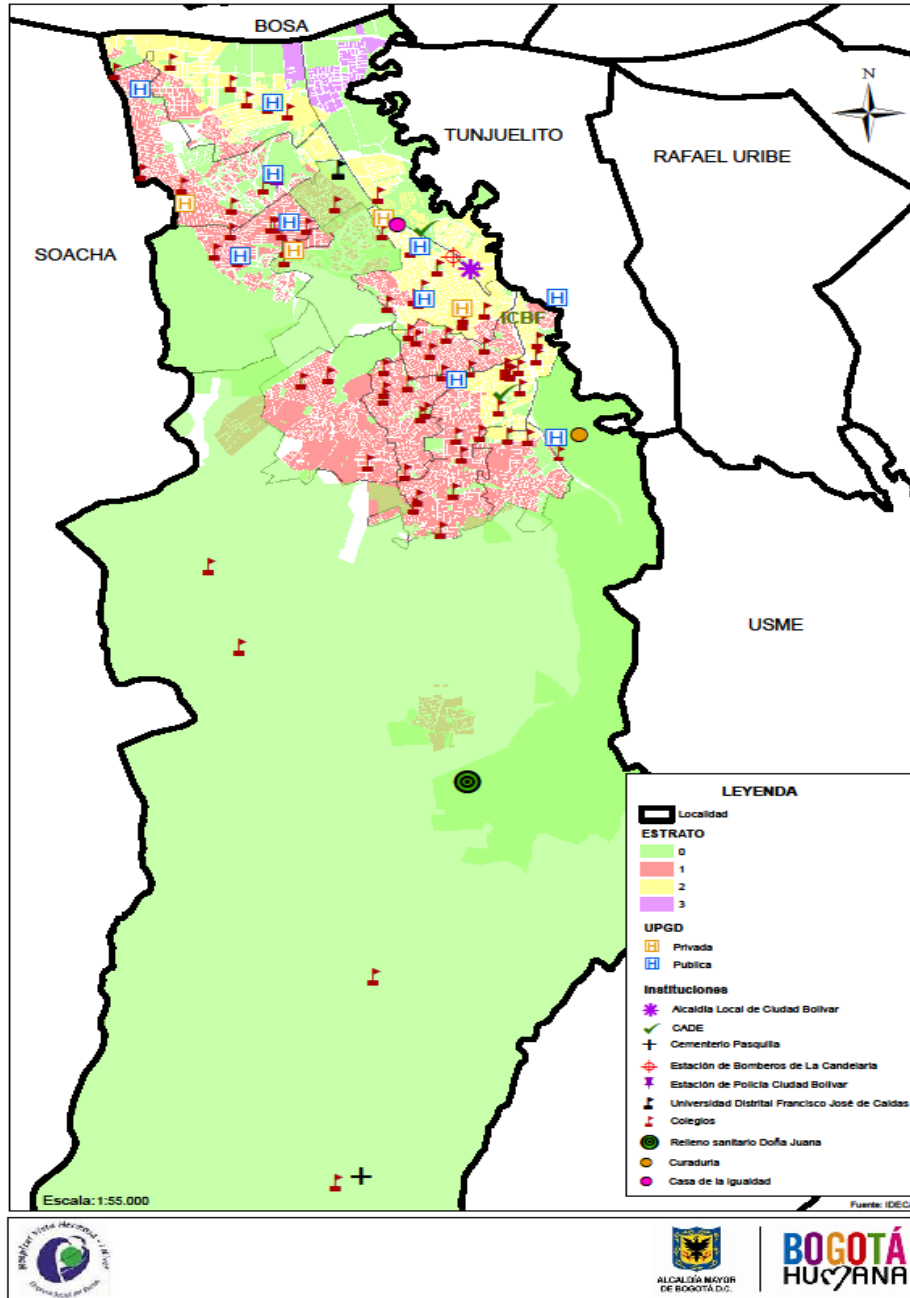 BOSA
N
TUNJUELITO
RAFAEL URIBE
SOACHA
ICBF
USME
LEYENDA
Localidad
ESTRATO
0
1
2
3
UPGD
H Privada
H Publica
Instituciones
Alcaldia Local de Ciudad Bolivar
CADE
Cementerio Pasquilla
Estación de Bomberos de La Candelaria
Estación de Policia Ciudad Bolivar
Universidad Distrital Francisco José de Caldas
Colegios
Relleno sanitario Doña Juana
Curaduria
Casa de la Igualdad
Escala: 1:55.000
Fuente: IDECA
ALCALDÍA MAYOR
DE BOGOTÁ D.C.
BOGOTÁ
HUMANA